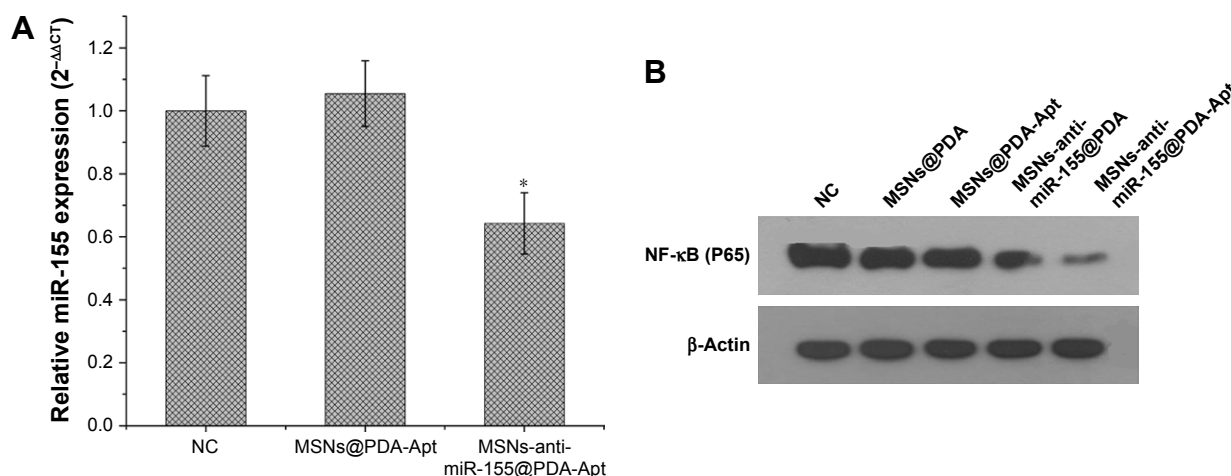 A
Relative miR-155 expression (2−ΔΔCT)
1.2
1.0
0.8
0.6
0.4
0.2
0.0
*
NC
MSNs@PDA-Apt
MSNs-anti-
miR-155@PDA-Apt
B
NC
MSNs@PDA
MSNs@PDA-Apt
MSNs-anti-
miR-155@PDA
MSNs-anti-
miR-155@PDA-Apt
NF-κB (P65)
β-Actin